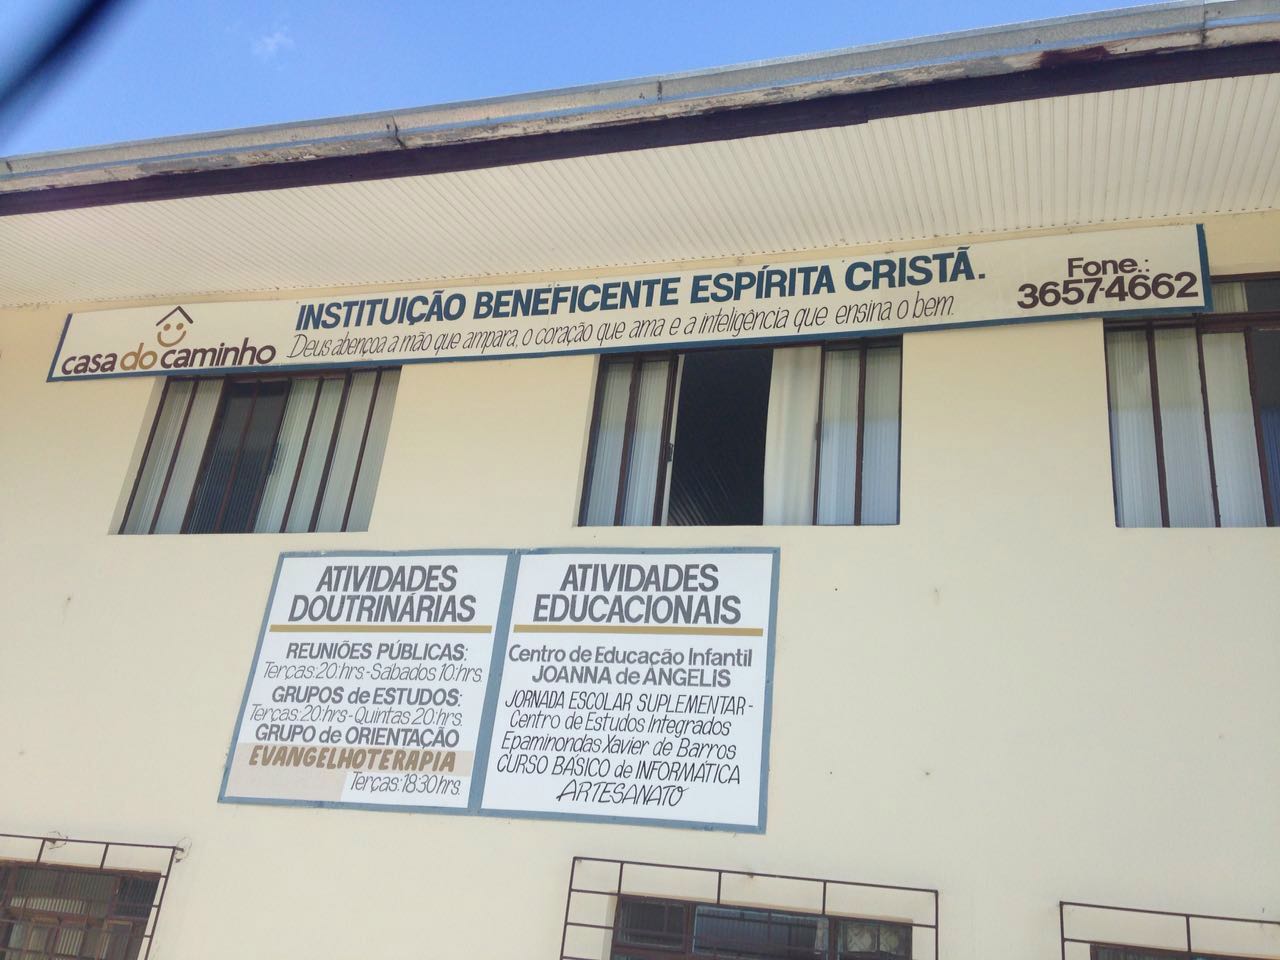 casa do caminho
INSTITUIÇÃO BENEFICENTE ESPÍRITA CRISTÃ.
Deus abençoa a mão que ampara, o coração que ama e a inteligência que ensina o bem.
Fone.:
3657-4662
ATIVIDADES
DOUTRINÁRIAS
REUNIÕES PÚBLICAS:
Terças: 20:hrs - Sábados 10:hrs
GRUPOS de ESTUDOS:
Terças: 20:hrs - Quintas 20:hrs.
GRUPO de ORIENTAÇÃO
EVANGELHOTERAPIA
Terças: 18:30hrs.
ATIVIDADES
EDUCACIONAIS
Centro de Educação Infantil
JOANNA de ÂNGELIS
JORNADA ESCOLAR SUPLEMENTAR-
Centro de Estudos Integrados
Epaminondas Xavier de Barros
CURSO BÁSICO de INFORMÁTICA
ARTESANATO